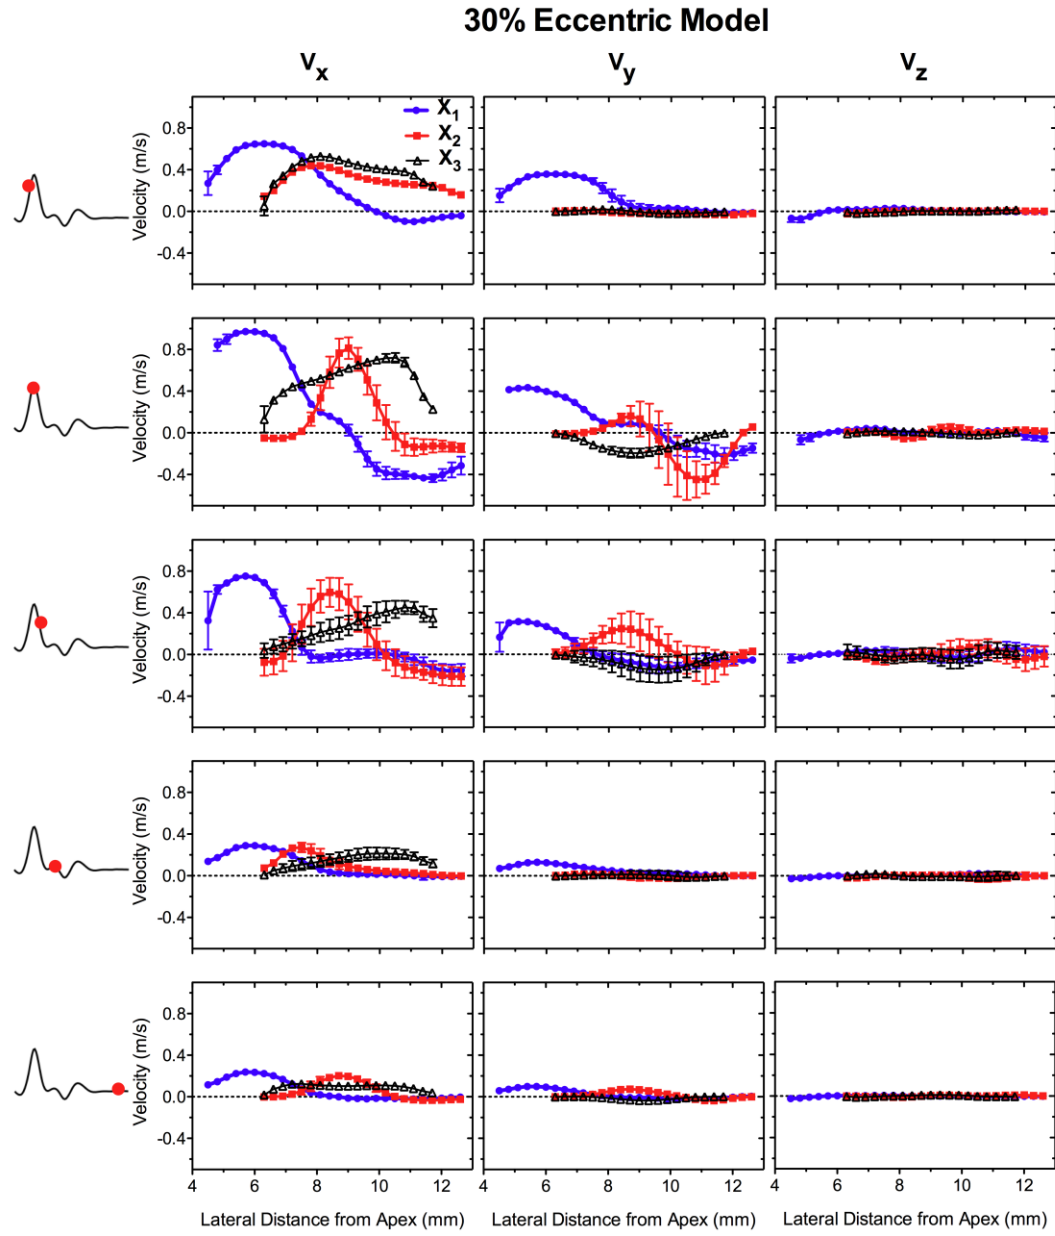 30% Eccentric Model
Vx Vy Vz
X1
X2
X3
Velocity (m/s)
0.8
0.4
0.0
-0.4
Velocity (m/s)
0.8
0.4
0.0
-0.4
Velocity (m/s)
0.8
0.4
0.0
-0.4
Velocity (m/s)
0.8
0.4
0.0
-0.4
Velocity (m/s)
0.8
0.4
0.0
-0.4
4 6 8 10 12 4 6 8 10 12 4 6 8 10 12
Lateral Distance from Apex (mm) Lateral Distance from Apex (mm) Lateral Distance from Apex (mm)